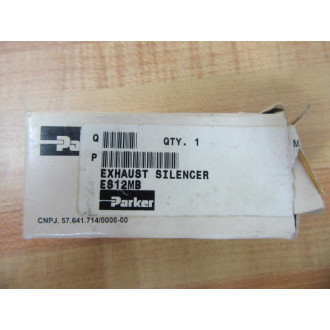 Q QTY. 1
P
EXHAUST SILENCER
ES12MB
Parker
CNPJ. 57.641.714/0006-00
M